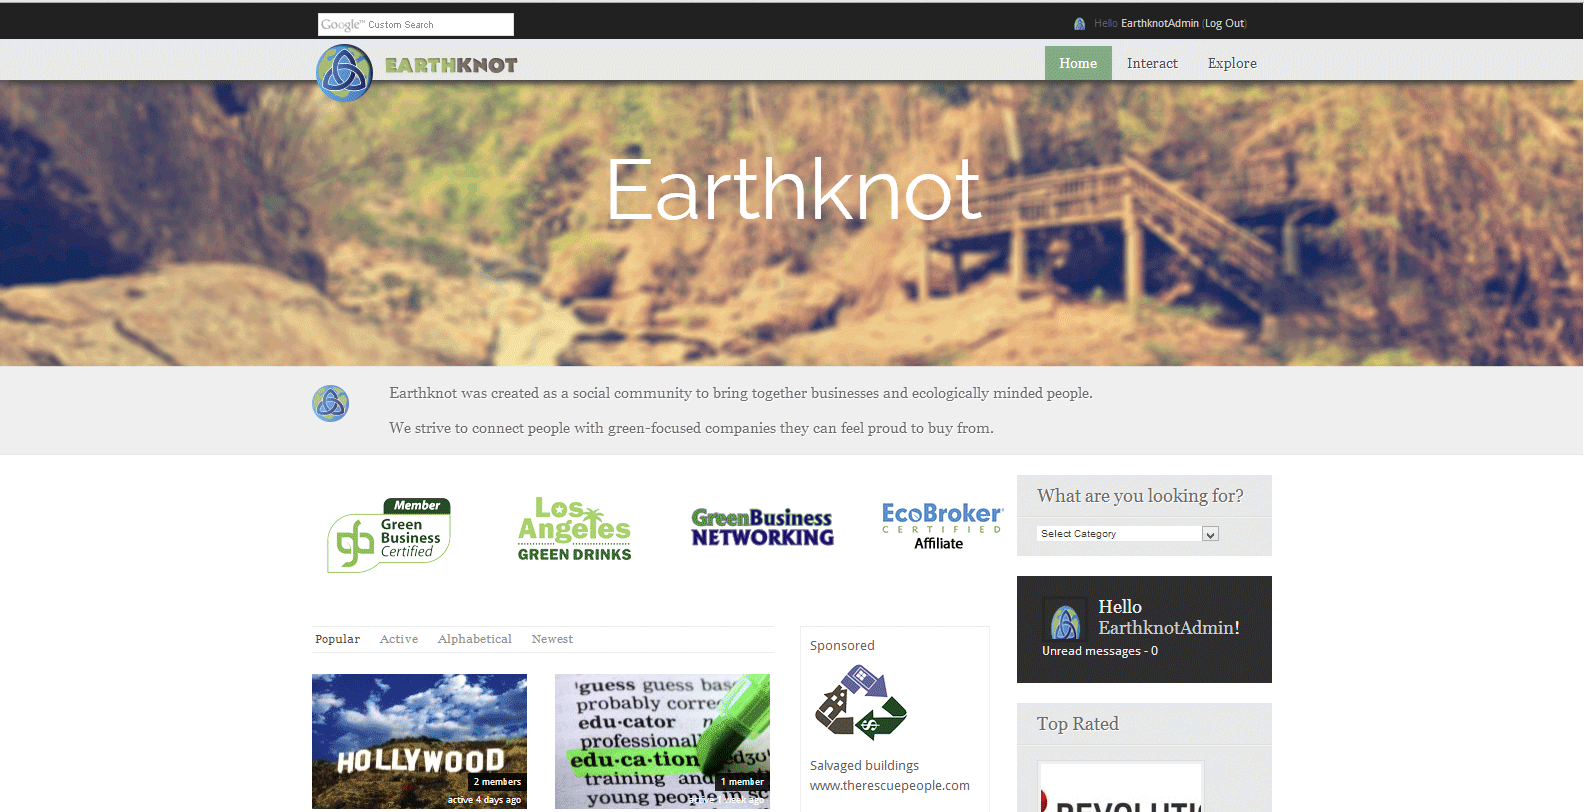 Google™ Custom Search
Hello EarthknotAdmin (Log Out)
EARTHKNOT
Home Interact Explore
Earthknot
Earthknot was created as a social community to bring together businesses and ecologically minded people.
We strive to connect people with green-focused companies they can feel proud to buy from.
Member
gb Green
Business
Certified
Los
Angeles
GREEN DRINKS
GreenBusiness
NETWORKING
EcoBroker
CERTIFIED
Affiliate
What are you looking for?
Select Category
Hello
EarthknotAdmin!
Unread messages - 0
Popular Active Alphabetical Newest
HOLLYWOOD
2 members
active 4 days ago
guess guess bas
probably corre
edu·cator
professional
edu·ca·tion
training and
young people in sc
1 member
active 1 week ago
Sponsored
$
Salvaged buildings
www.therescuepeople.com
Top Rated
REVOLUTI